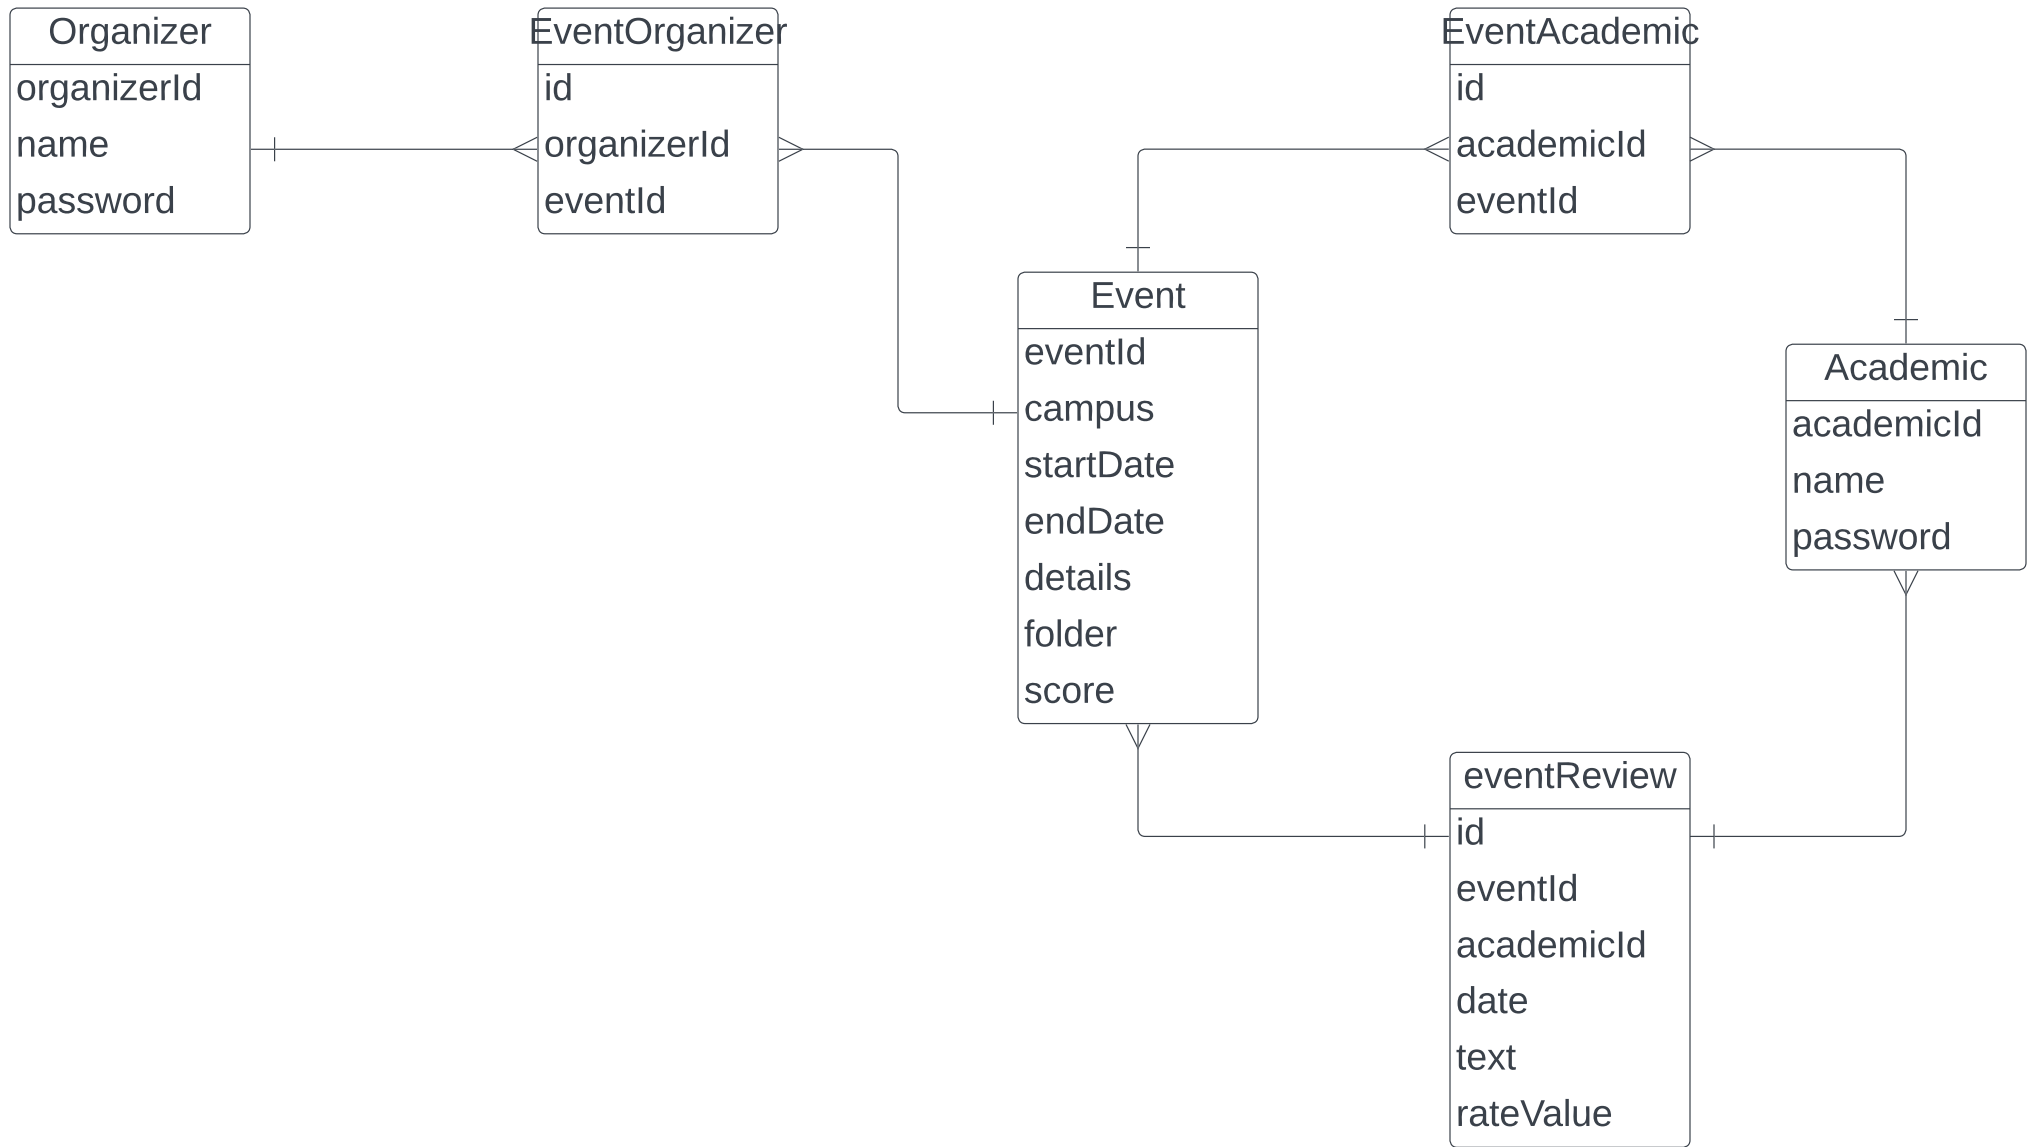 Organizer
organizerId
name
password
EventOrganizer
id
organizerId
eventId
EventAcademic
id
academicId
eventId
Event
eventId
campus
startDate
endDate
details
folder
score
Academic
academicId
name
password
eventReview
id
eventId
academicId
date
text
rateValue